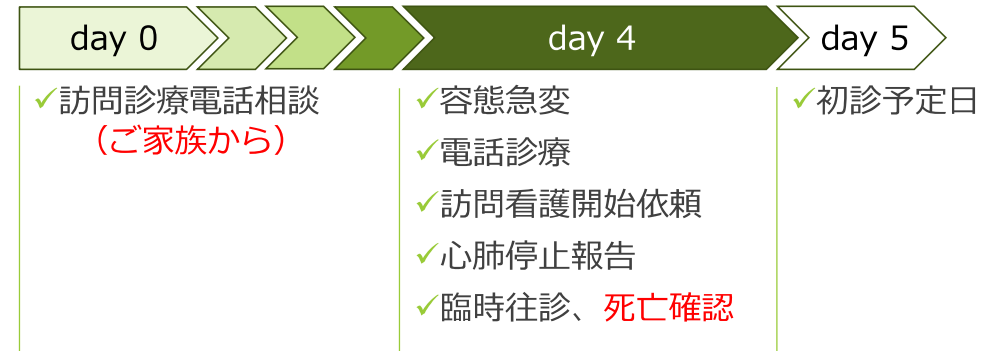 day 0
day 4
day 5
訪問診療電話相談
（ご家族から）
容態急変
電話診療
訪問看護開始依頼
心肺停止報告
臨時往診、死亡確認
初診予定日